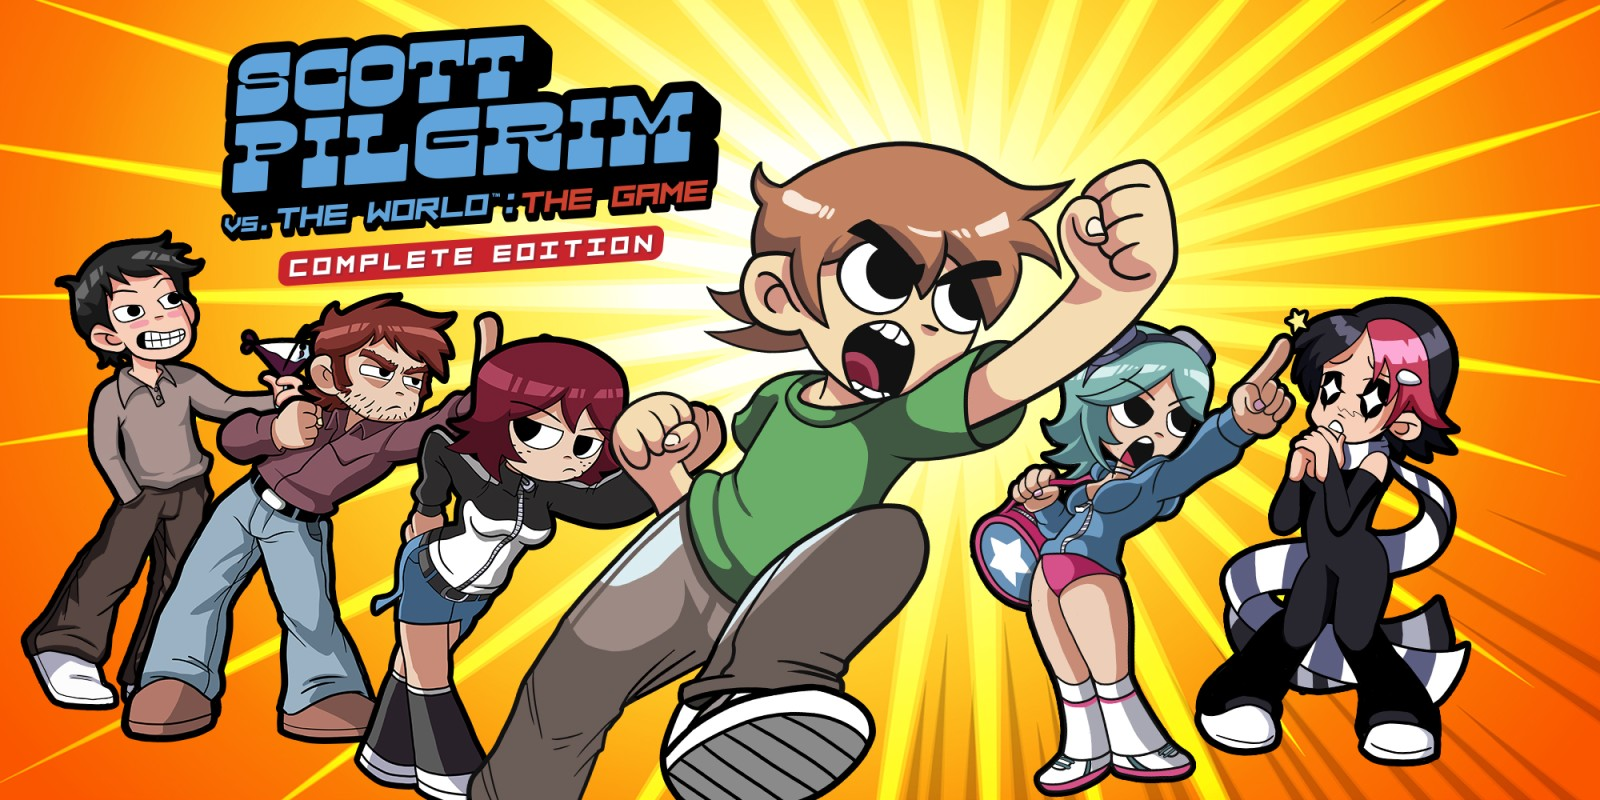 SCOTT
PILGRIM
VS. THE WORLD™: THE GAME
COMPLETE EDITION